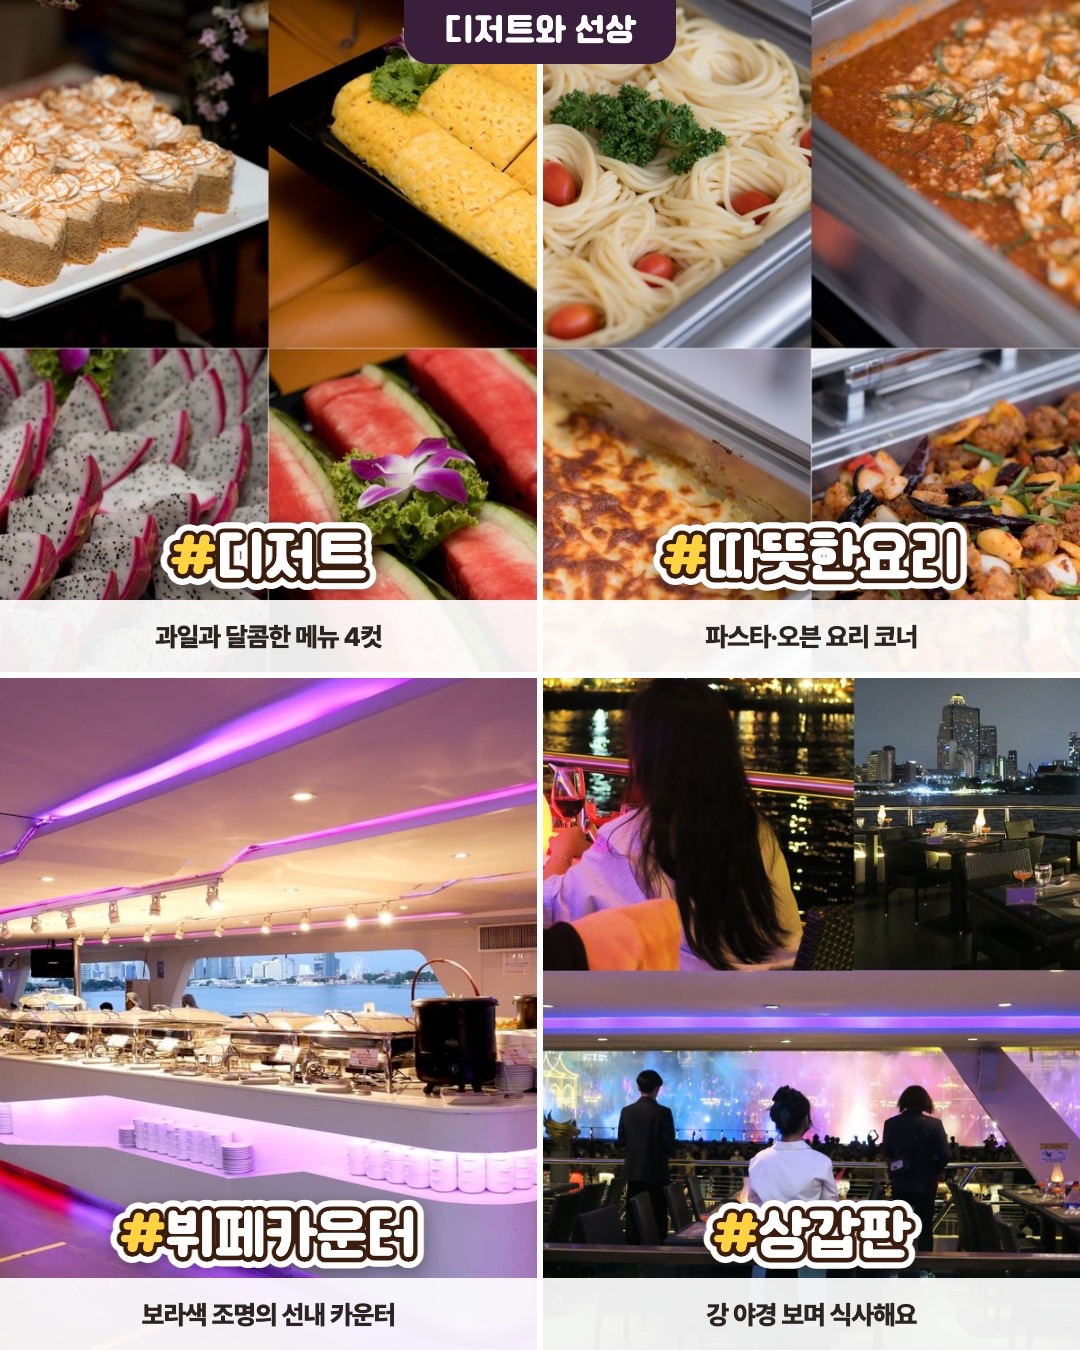 디저트와 선상
#디저트
과일과 달콤한 메뉴 4컷
#따뜻한요리
파스타·오븐 요리 코너
#뷔페카운터
보라색 조명의 선내 카운터
#상갑판
강 야경 보며 식사해요